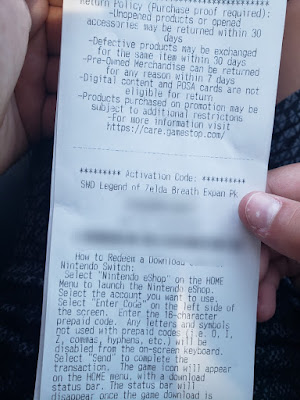 Return Policy (Purchase proof required):
-Unopened products or opened
accessories may be returned within 30
days
-Defective products may be exchanged
for the same item within 30 days
-Pre-Owned Merchandise can be returned
for any reason within 7 days
-Digital content and POSA cards are not
eligible for return
-Products purchased on promotion may be
subject to additional restrictions
-For more information visit
https://care.gamestop.com/
********* Activation Code: **********
SWD Legend of Zelda Breath Expan Pk
How to Redeem a Download
Nintendo Switch:
Select "Nintendo eShop" on the HOME
Menu to launch the Nintendo eShop.
Select the account you want to use.
Select "Enter Code" on the left side of
the screen. Enter the 16-character
prepaid code. Any letters and symbols
not used with prepaid codes (i.e. O, I,
Z, commas, hyphens, etc.) will be
disabled from the on-screen keyboard.
Select "Send" to complete the
transaction. The game icon will appear
on the HOME menu, with a download
status bar. The status bar will
disappear once the game download is